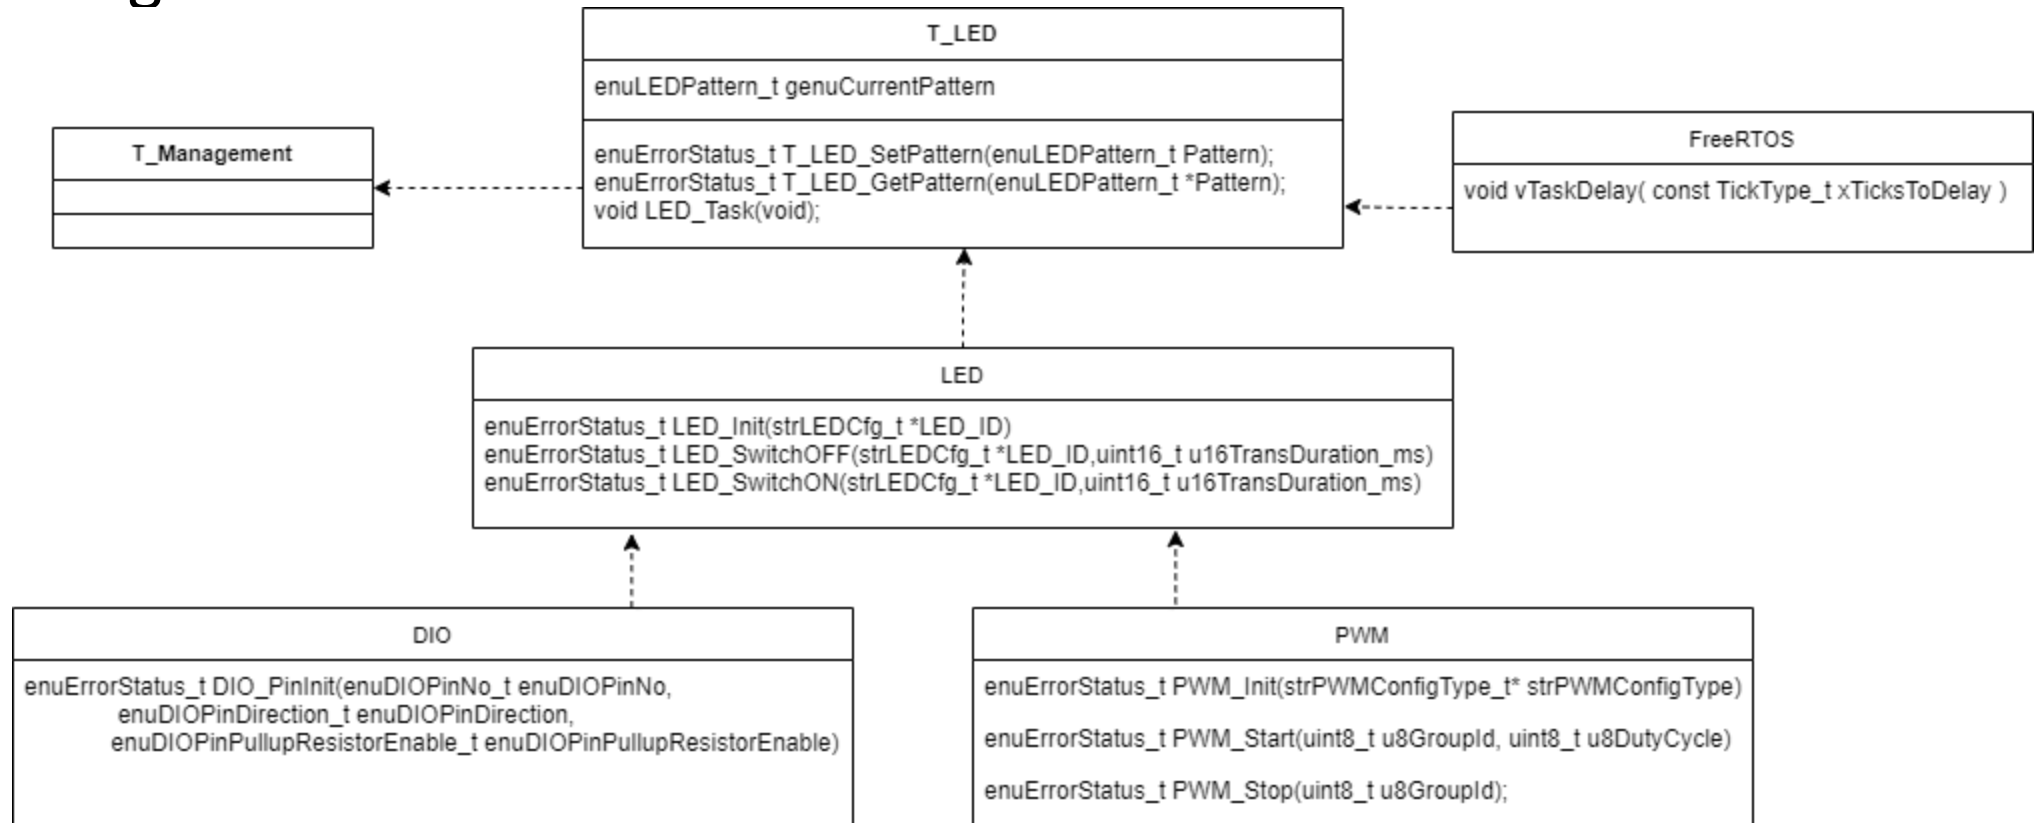 T_LED
enuLEDPattern_t genuCurrentPattern
enuErrorStatus_t T_LED_SetPattern(enuLEDPattern_t Pattern);
enuErrorStatus_t T_LED_GetPattern(enuLEDPattern_t *Pattern);
void LED_Task(void);
T_Management
FreeRTOS
void vTaskDelay( const TickType_t xTicksToDelay )
LED
enuErrorStatus_t LED_Init(strLEDCfg_t *LED_ID)
enuErrorStatus_t LED_SwitchOFF(strLEDCfg_t *LED_ID,uint16_t u16TransDuration_ms)
enuErrorStatus_t LED_SwitchON(strLEDCfg_t *LED_ID,uint16_t u16TransDuration_ms)
DIO
enuErrorStatus_t DIO_PinInit(enuDIOPinNo_t enuDIOPinNo,
enuDIOPinDirection_t enuDIOPinDirection,
enuDIOPinPullupResistorEnable_t enuDIOPinPullupResistorEnable)
PWM
enuErrorStatus_t PWM_Init(strPWMConfigType_t* strPWMConfigType)
enuErrorStatus_t PWM_Start(uint8_t u8GroupId, uint8_t u8DutyCycle)
enuErrorStatus_t PWM_Stop(uint8_t u8GroupId);